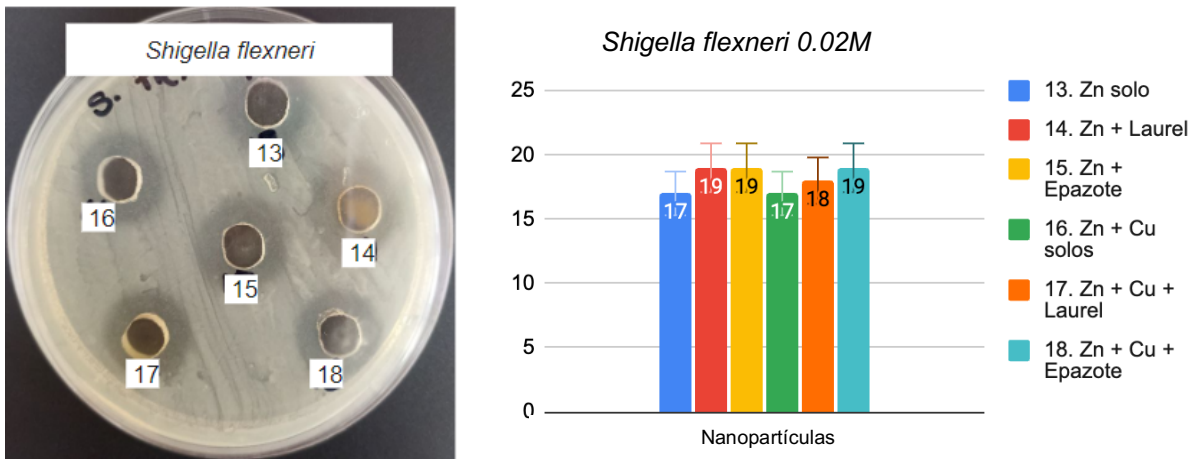 Shigella flexneri
S.
13
16
14
15
17
18
Shigella flexneri 0.02M
25
20
15
10
5
0
17
19
19
17
18
19
Nanopartículas
13. Zn solo
14. Zn + Laurel
15. Zn +
Epazote
16. Zn + Cu
solos
17. Zn + Cu +
Laurel
18. Zn + Cu +
Epazote